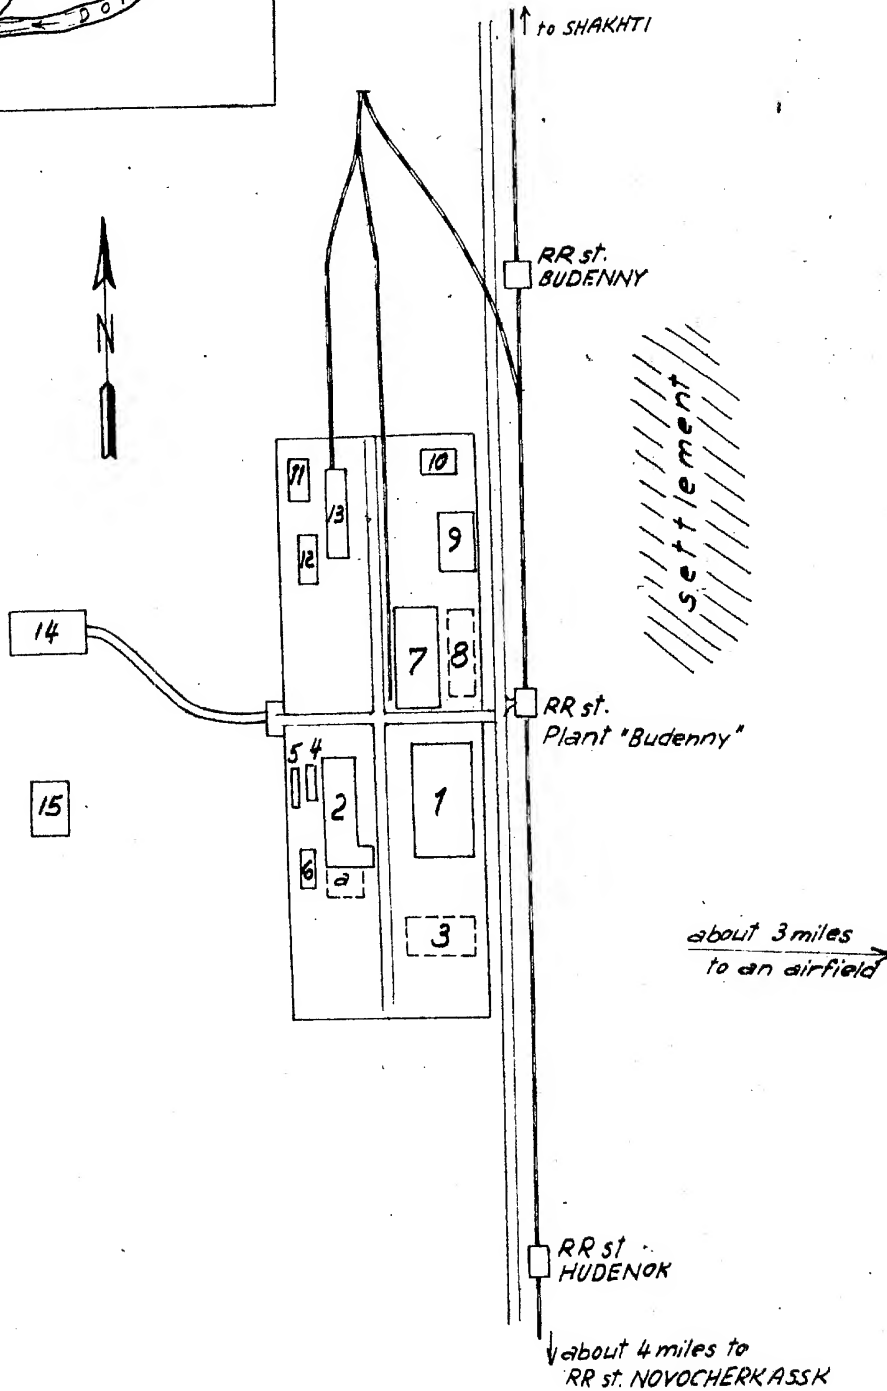 DO
to SHAKHTI
N
RR st.
BUDENNY
settlement
11
13
10
12
9
14
7
8
RR st.
Plant "Budenny"
5
4
2
1
15
6
a
3
about 3 miles
to an airfield
RR st.
HUDENOK
about 4 miles to
RR st. NOVOCHERKASSK